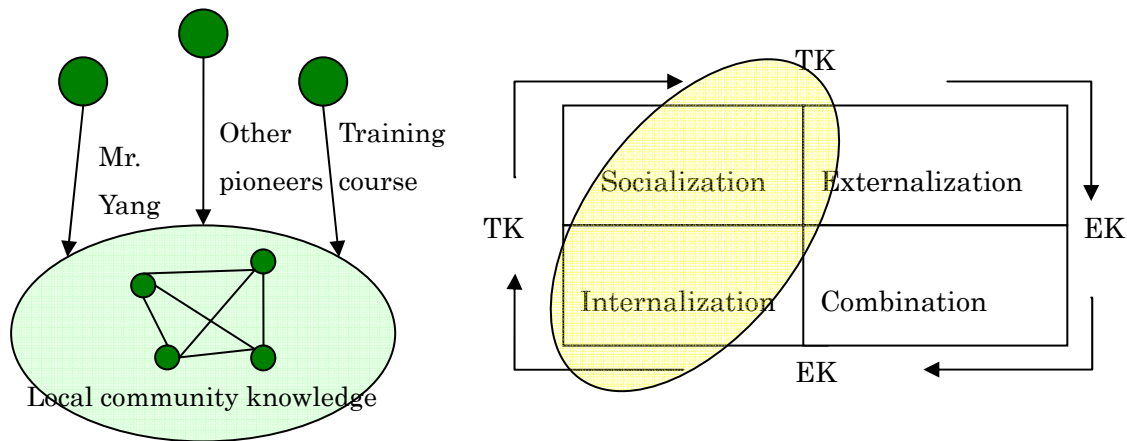 Mr.
Yang
Other
pioneers
Training
course
Local community knowledge
TK
TK
Socialization
Externalization
EK
Internalization
Combination
EK